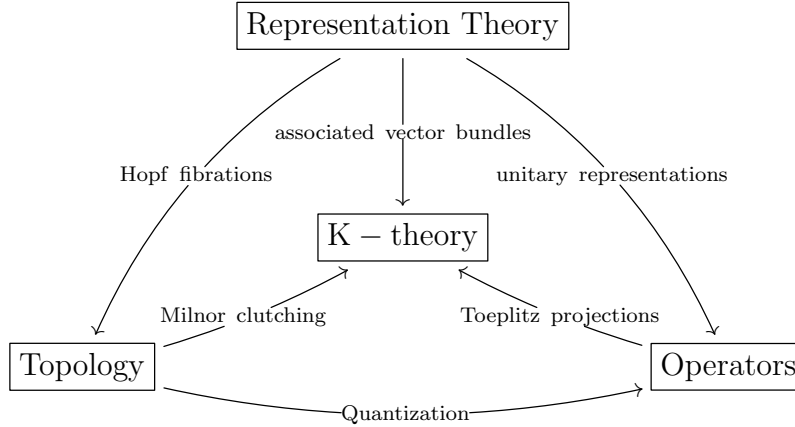 Representation Theory
associated vector bundles
Hopf fibrations
unitary representations
K – theory
Milnor clutching
Toeplitz projections
Topology
Operators
Quantization